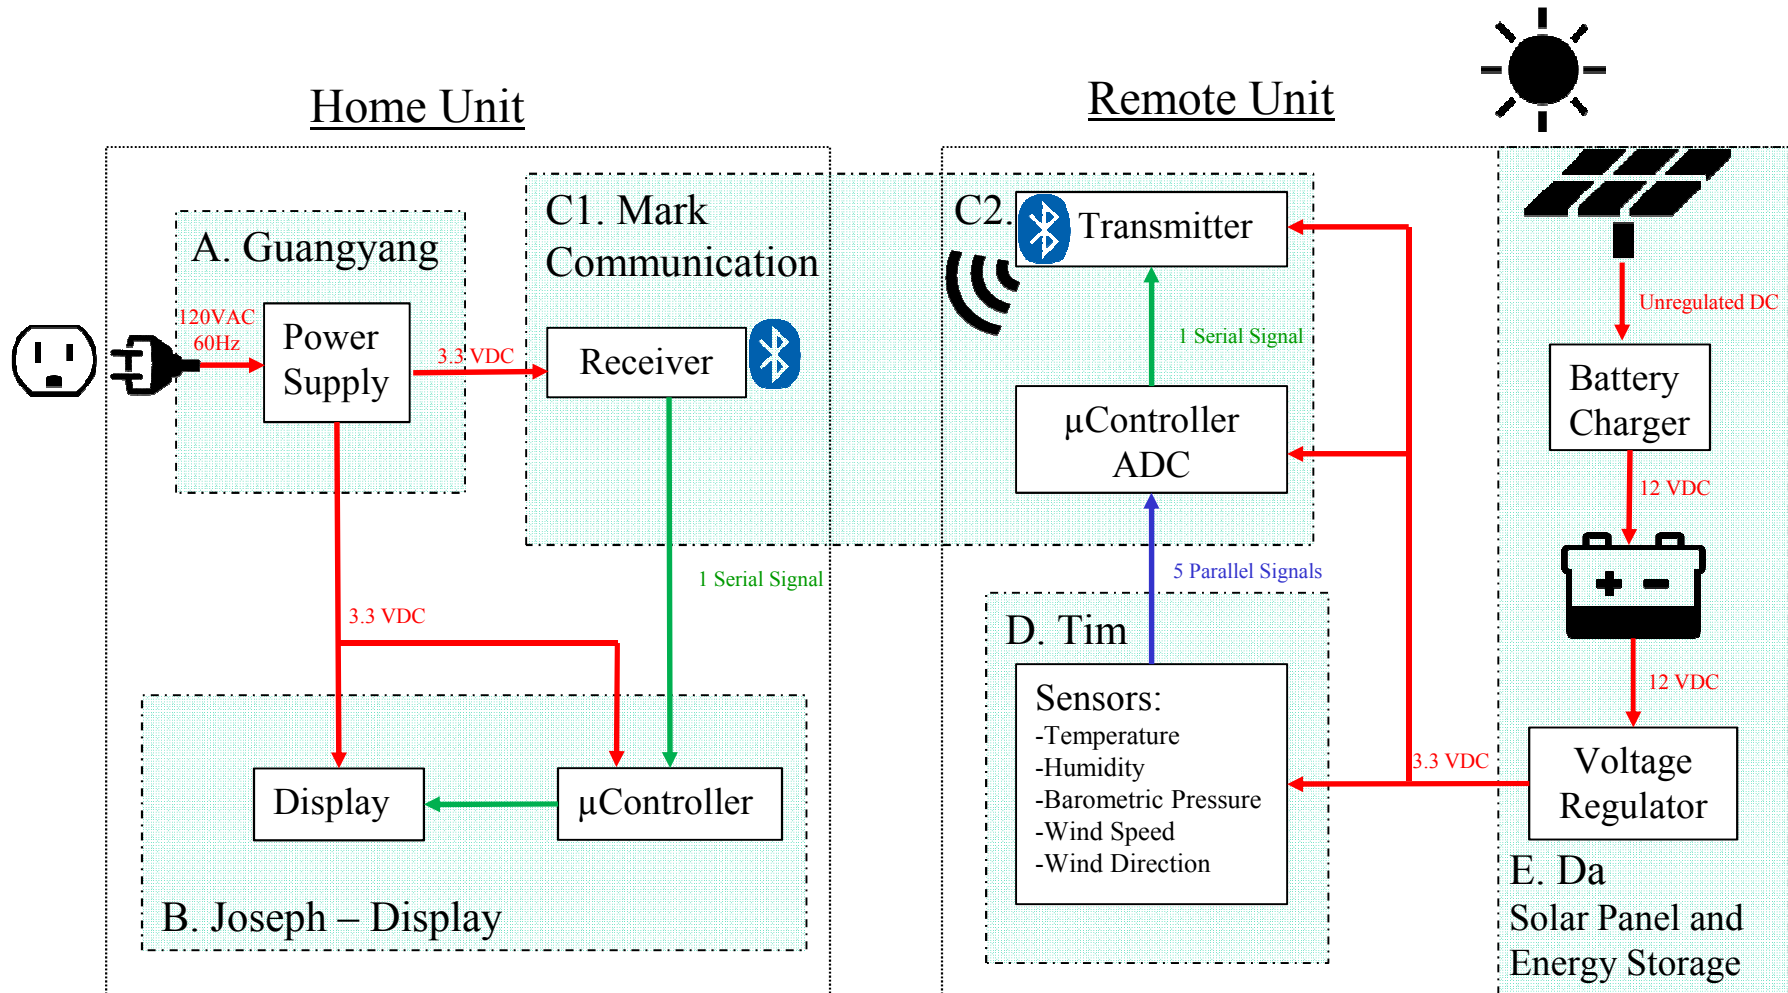 Home Unit
Remote Unit
A. Guangyang
120VAC
60Hz
Power
Supply
3.3 VDC
C1. Mark
Communication
Receiver
C2.
Transmitter
1 Serial Signal
µController
ADC
Unregulated DC
Battery
Charger
12 VDC
12 VDC
1 Serial Signal
5 Parallel Signals
3.3 VDC
D. Tim
Sensors:
-Temperature
-Humidity
-Barometric Pressure
-Wind Speed
-Wind Direction
3.3 VDC
Voltage
Regulator
Display
µController
B. Joseph – Display
E. Da
Solar Panel and
Energy Storage